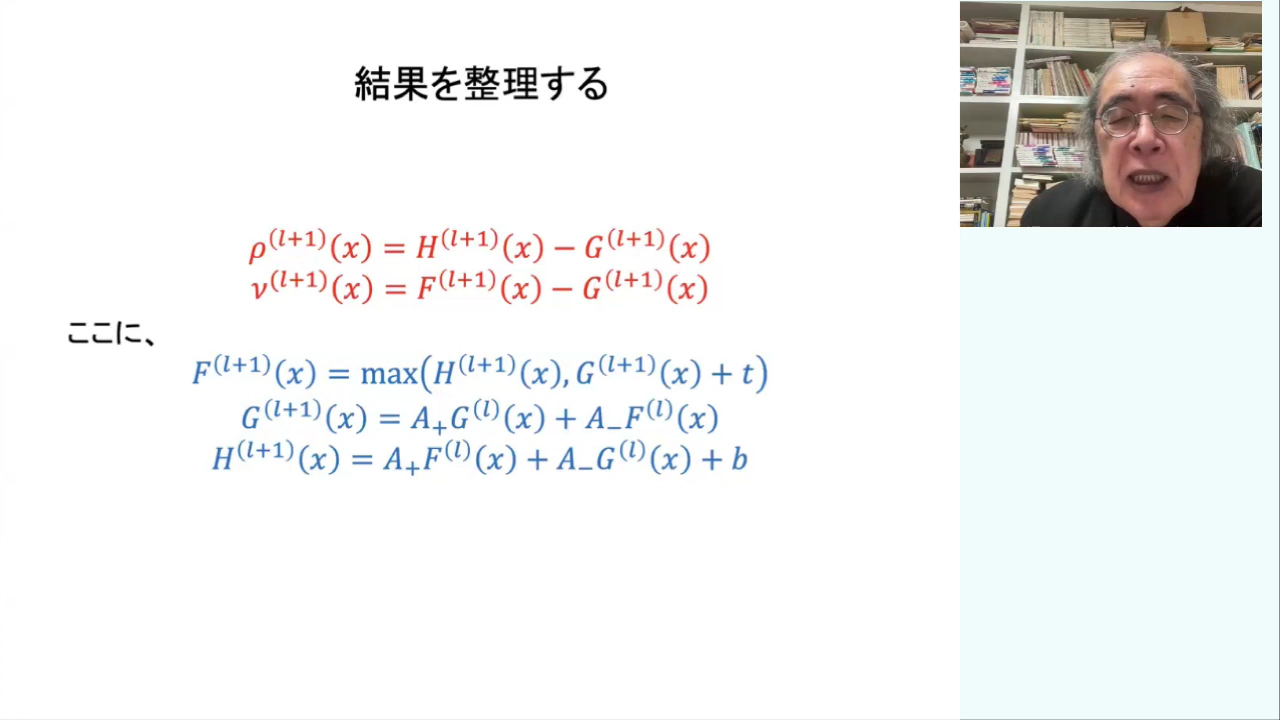 結果を整理する
ρ^(l+1)(x) = H^(l+1)(x) − G^(l+1)(x)
ν^(l+1)(x) = F^(l+1)(x) − G^(l+1)(x)
ここに、
F^(l+1)(x) = max(H^(l+1)(x), G^(l+1)(x) + t)
G^(l+1)(x) = A₊G^(l)(x) + A₋F^(l)(x)
H^(l+1)(x) = A₊F^(l)(x) + A₋G^(l)(x) + b